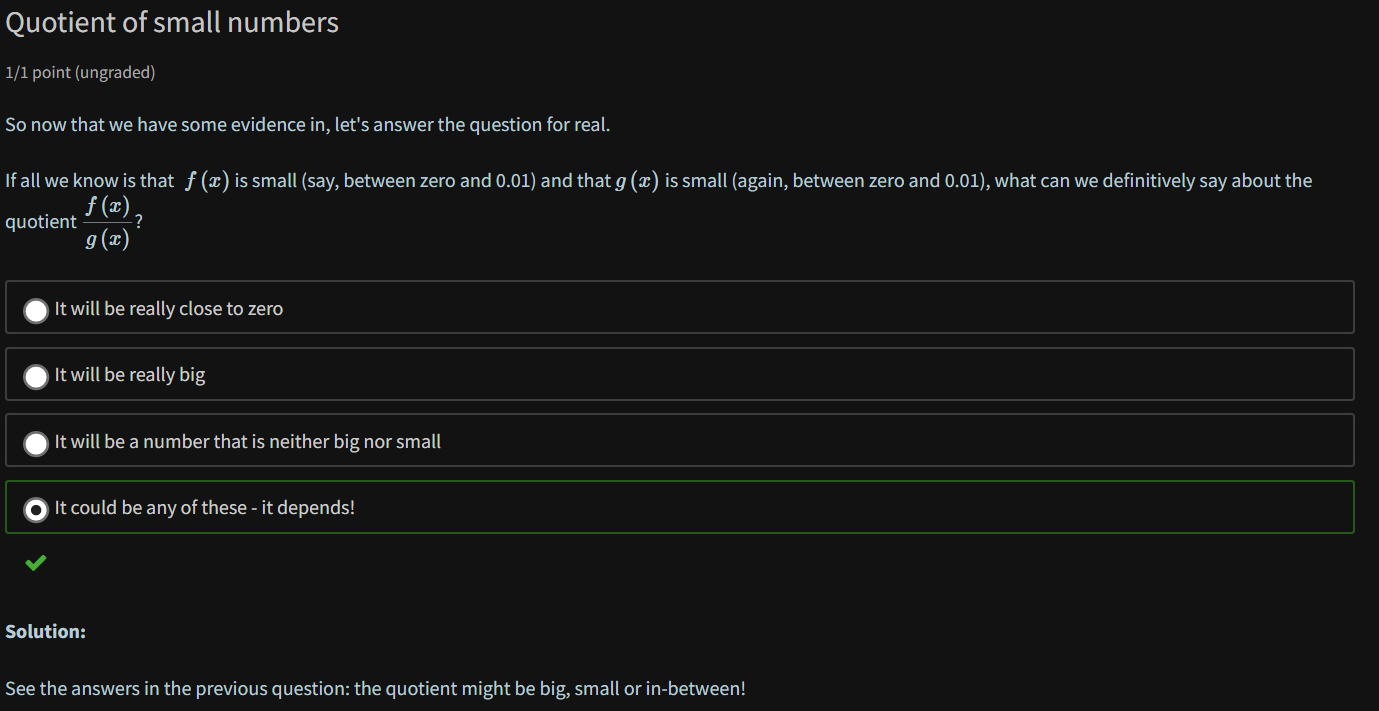 Quotient of small numbers
1/1 point (ungraded)
So now that we have some evidence in, let's answer the question for real.
If all we know is that f(x) is small (say, between zero and 0.01) and that g(x) is small (again, between zero and 0.01), what can we definitively say about the
quotient f(x)/g(x)?
It will be really close to zero
It will be really big
It will be a number that is neither big nor small
It could be any of these - it depends!
Solution:
See the answers in the previous question: the quotient might be big, small or in-between!